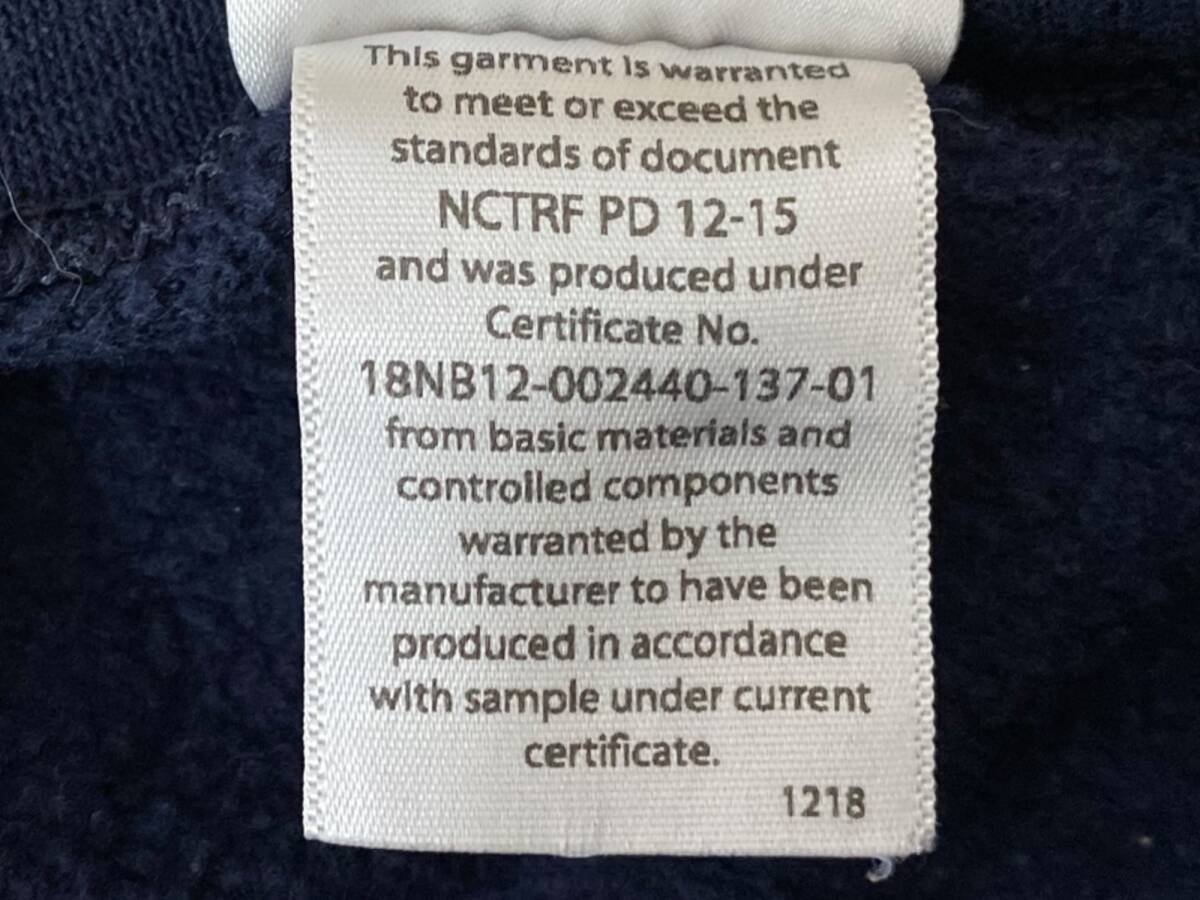 This garment is warranted
to meet or exceed the
standards of document
NCTRF PD 12-15
and was produced under
Certificate No.
18NB12-002440-137-01
from basic materials and
controlled components
warranted by the
manufacturer to have been
produced in accordance
with sample under current
certificate.
1218